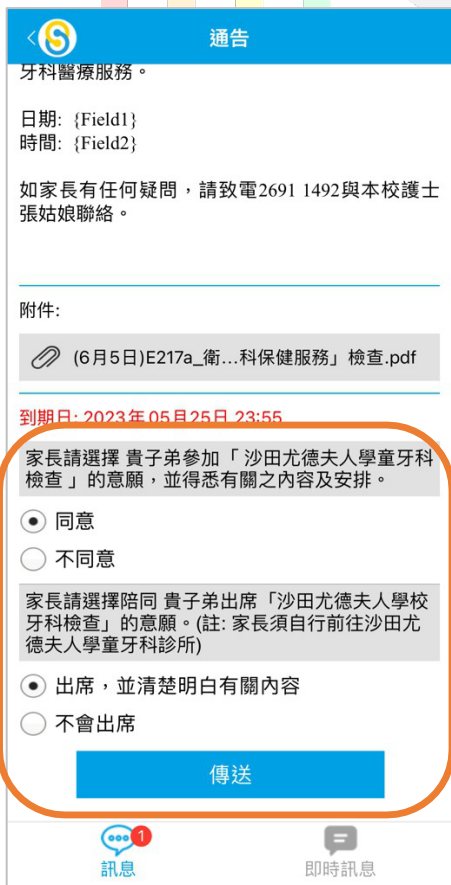 通告
牙科醫療服務。
日期: {Field1}
時間: {Field2}
如家長有任何疑問，請致電2691 1492與本校護士
張姑娘聯絡。
附件:
(6月5日)E217a_衛...科保健服務」檢查.pdf
到期日: 2023年05月25日 23:55
家長請選擇 貴子弟參加「 沙田尤德夫人學童牙科
檢查 」的意願，並得悉有關之內容及安排。
同意
不同意
家長請選擇陪同 貴子弟出席「沙田尤德夫人學校
牙科檢查」的意願。(註: 家長須自行前往沙田尤
德夫人學童牙科診所)
出席，並清楚明白有關內容
不會出席
傳送
1
訊息
即時訊息